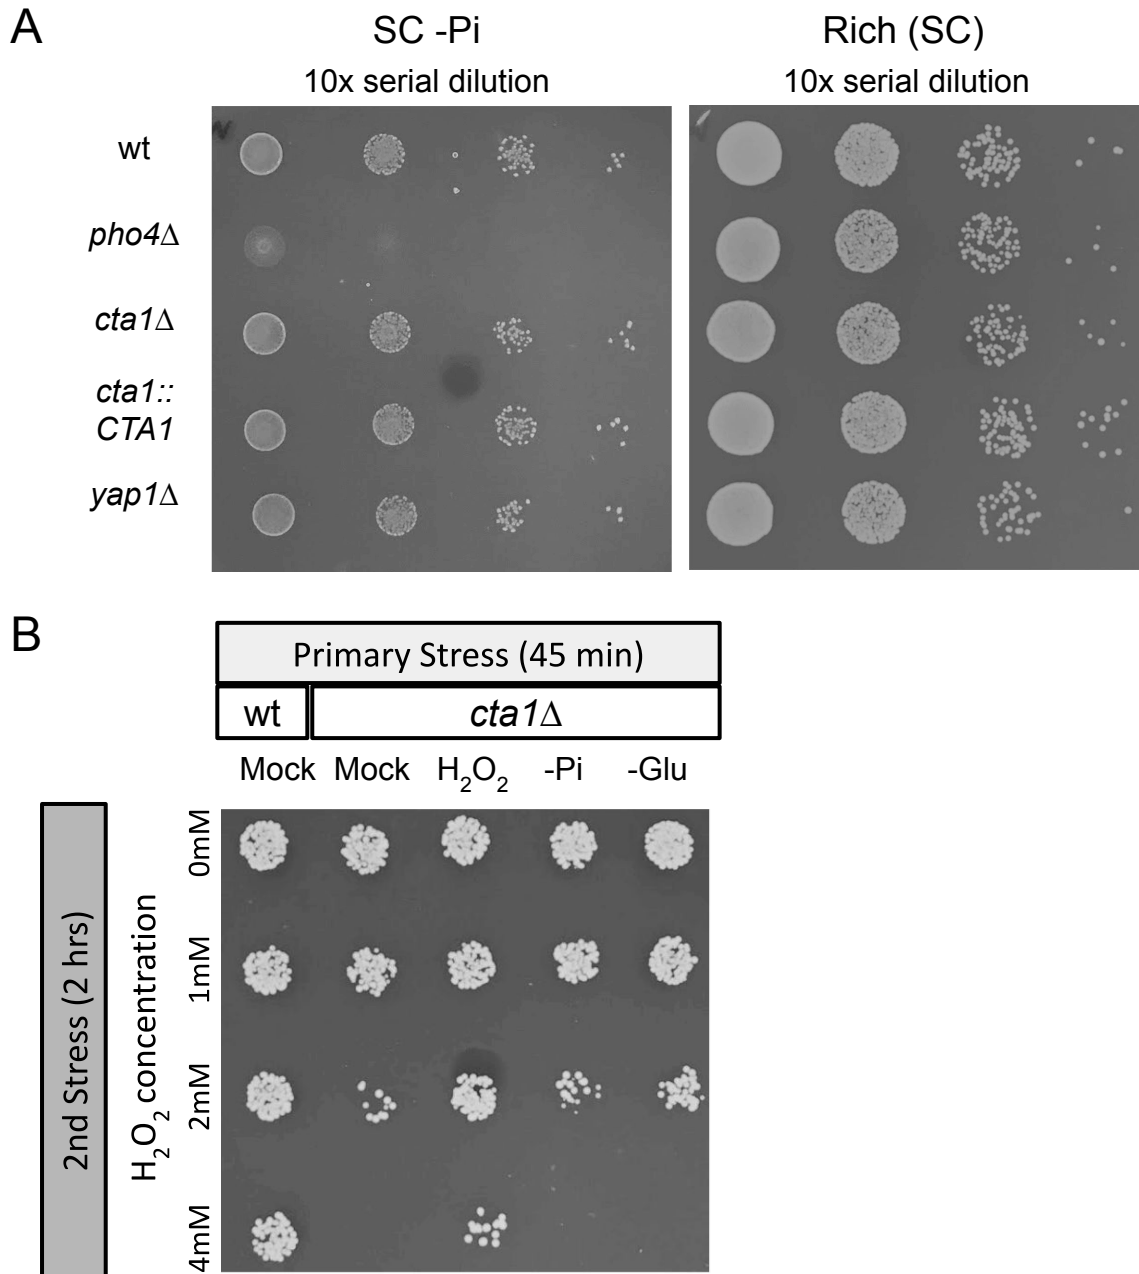 A
SC -Pi
Rich (SC)
10x serial dilution
10x serial dilution
wt
pho4Δ
cta1Δ
cta1::
CTA1
yap1Δ
B
Primary Stress (45 min)
wt
cta1Δ
Mock
Mock
H₂O₂
-Pi
-Glu
2nd Stress (2 hrs)
H₂O₂ concentration
0mM
1mM
2mM
4mM